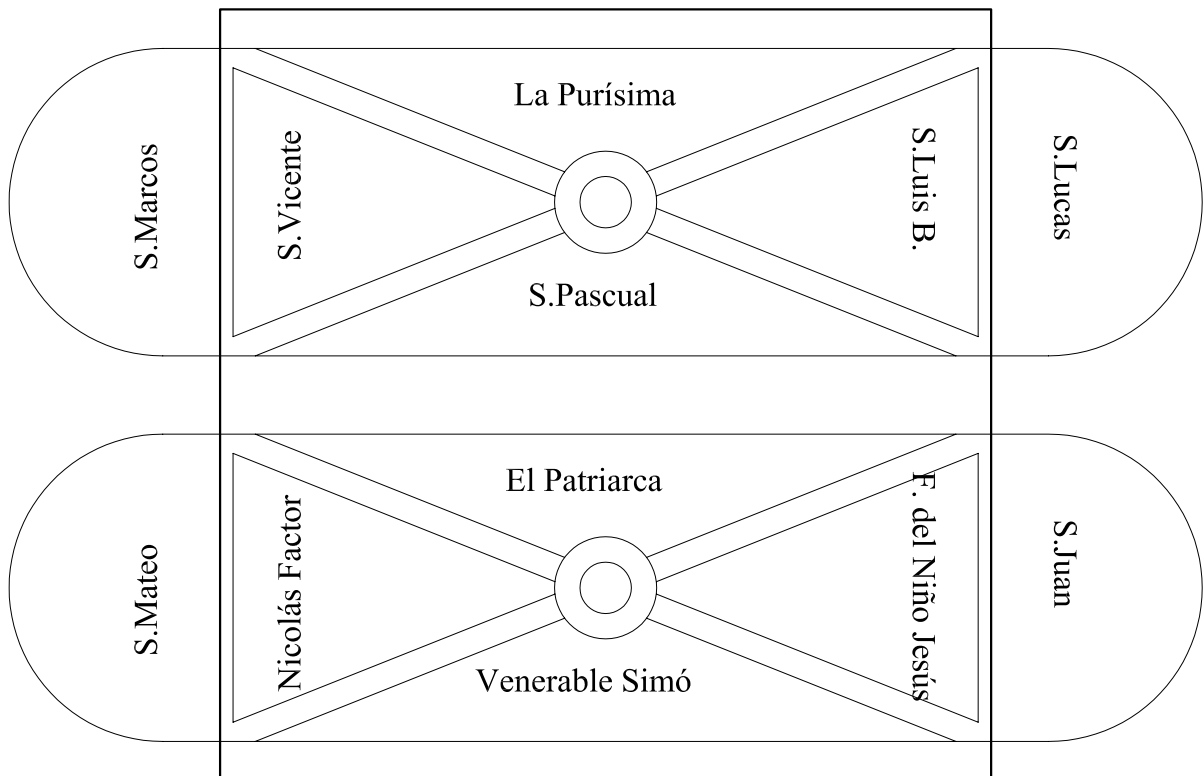 La Purísima
S.Marcos
S.Vicente
S.Luis B.
S.Lucas
S.Pascual
El Patriarca
S.Mateo
Nicolás Factor
F. del Niño Jesús
S.Juan
Venerable Simó